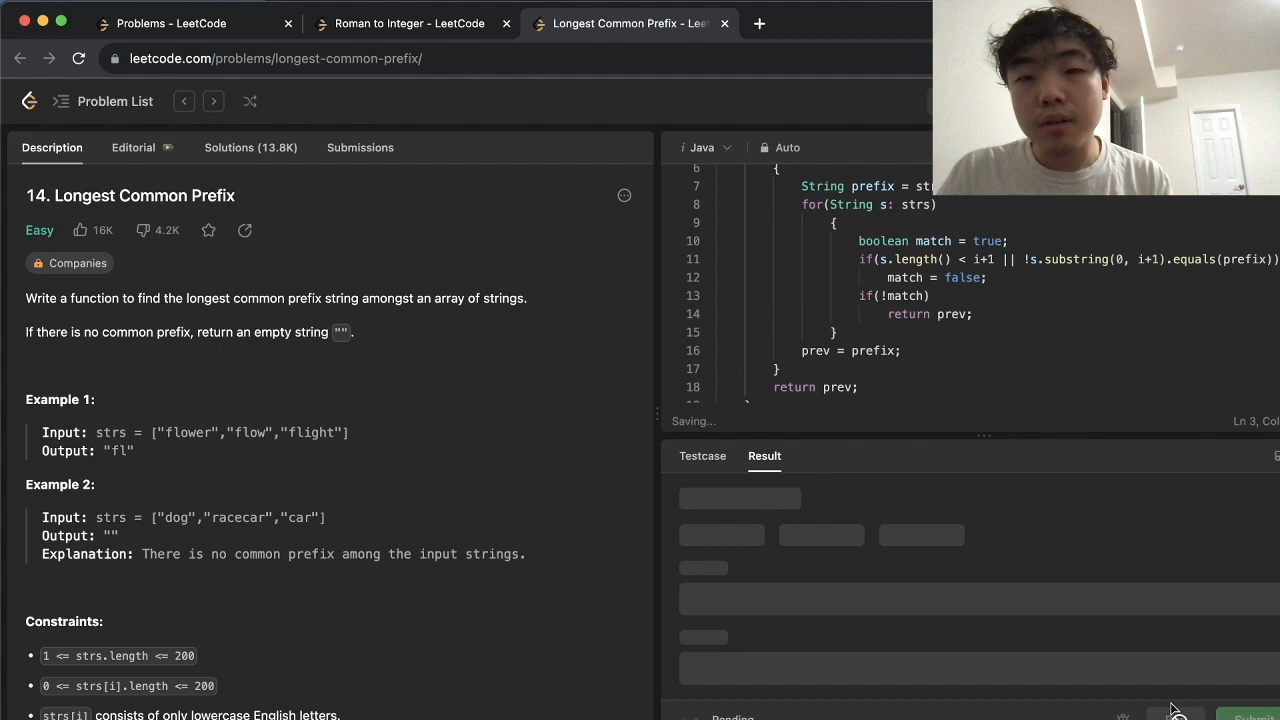 Problems - LeetCode
Roman to Integer - LeetCode
Longest Common Prefix - Lee
leetcode.com/problems/longest-common-prefix/
Problem List
Description
Editorial
Solutions (13.8K)
Submissions
14. Longest Common Prefix
Easy
16K
4.2K
Companies
Write a function to find the longest common prefix string amongst an array of strings.
If there is no common prefix, return an empty string "".
Example 1:
Input: strs = ["flower","flow","flight"]
Output: "fl"
Example 2:
Input: strs = ["dog","racecar","car"]
Output: ""
Explanation: There is no common prefix among the input strings.
Constraints:
1 <= strs.length <= 200
0 <= strs[i].length <= 200
strs[i] consists of only lowercase English letters.
i Java
Auto
6 {
7 String prefix = str
8 for(String s: strs)
9 {
10 boolean match = true;
11 if(s.length() < i+1 || !s.substring(0, i+1).equals(prefix))
12 match = false;
13 if(!match)
14 return prev;
15 }
16 prev = prefix;
17 }
18 return prev;
Saving...
Ln 3, Col
Testcase
Result
Pending
Submit